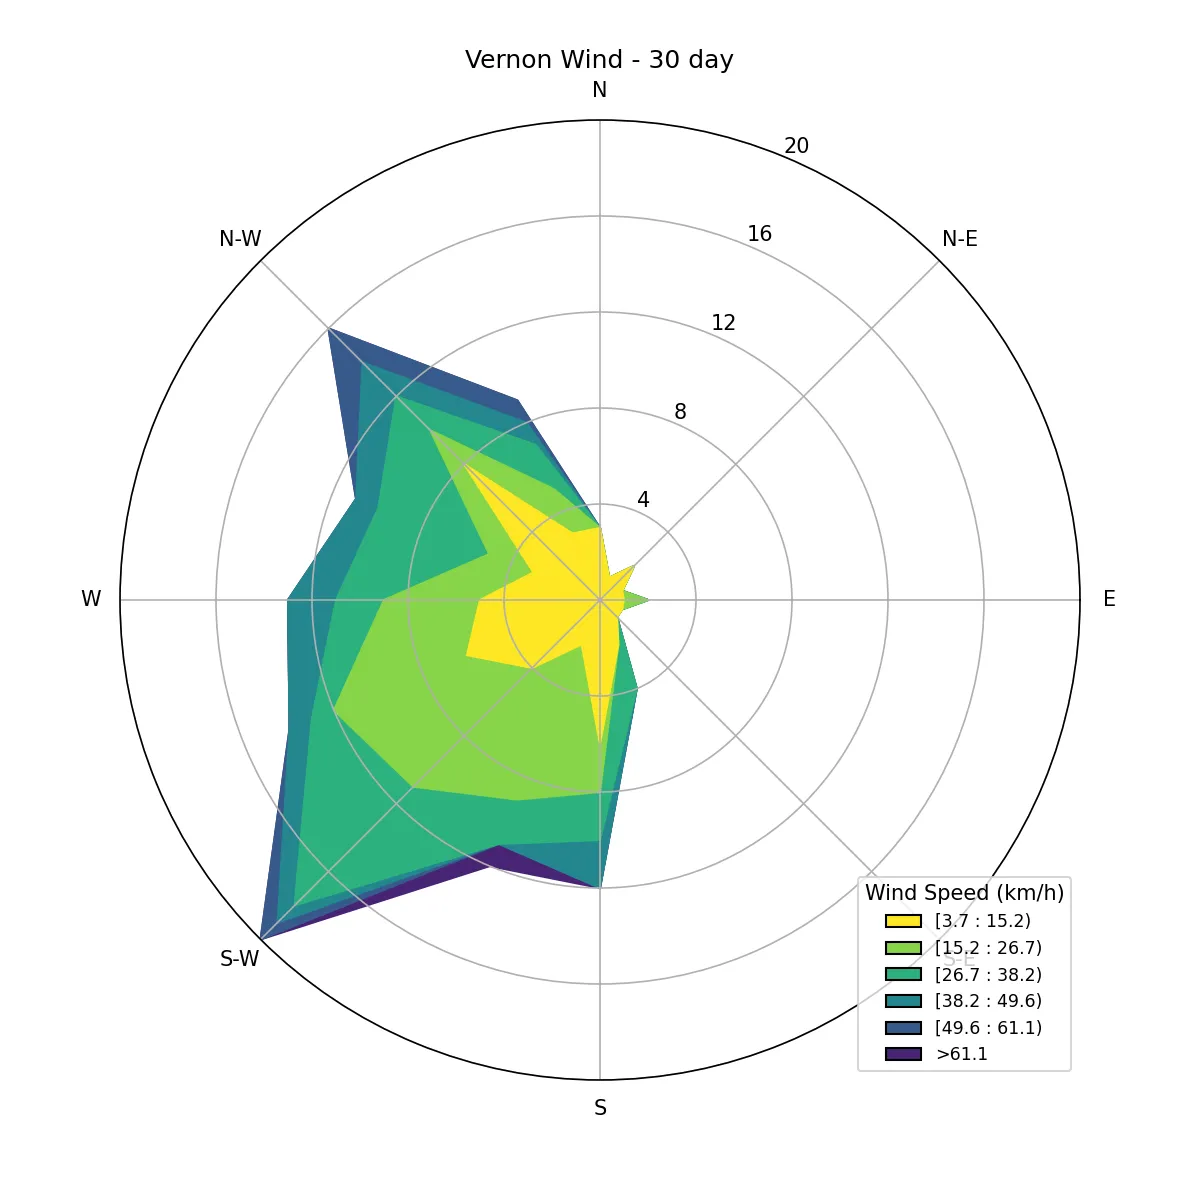 Vernon Wind - 30 day
N
20
N-W
N-E
16
12
8
4
W
E
Wind Speed (km/h)
[3.7 : 15.2)
[15.2 : 26.7)
S-W
S-E
[26.7 : 38.2)
[38.2 : 49.6)
[49.6 : 61.1)
>61.1
S